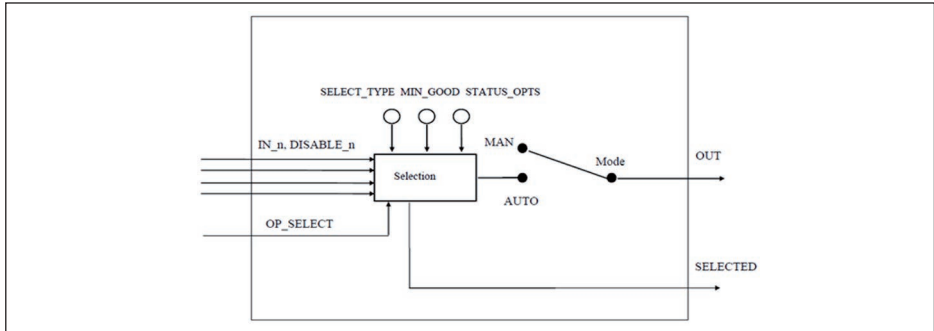 SELECT_TYPE MIN_GOOD STATUS_OPTS
IN_n, DISABLE_n
MAN
Mode
OUT
Selection
AUTO
OP_SELECT
SELECTED